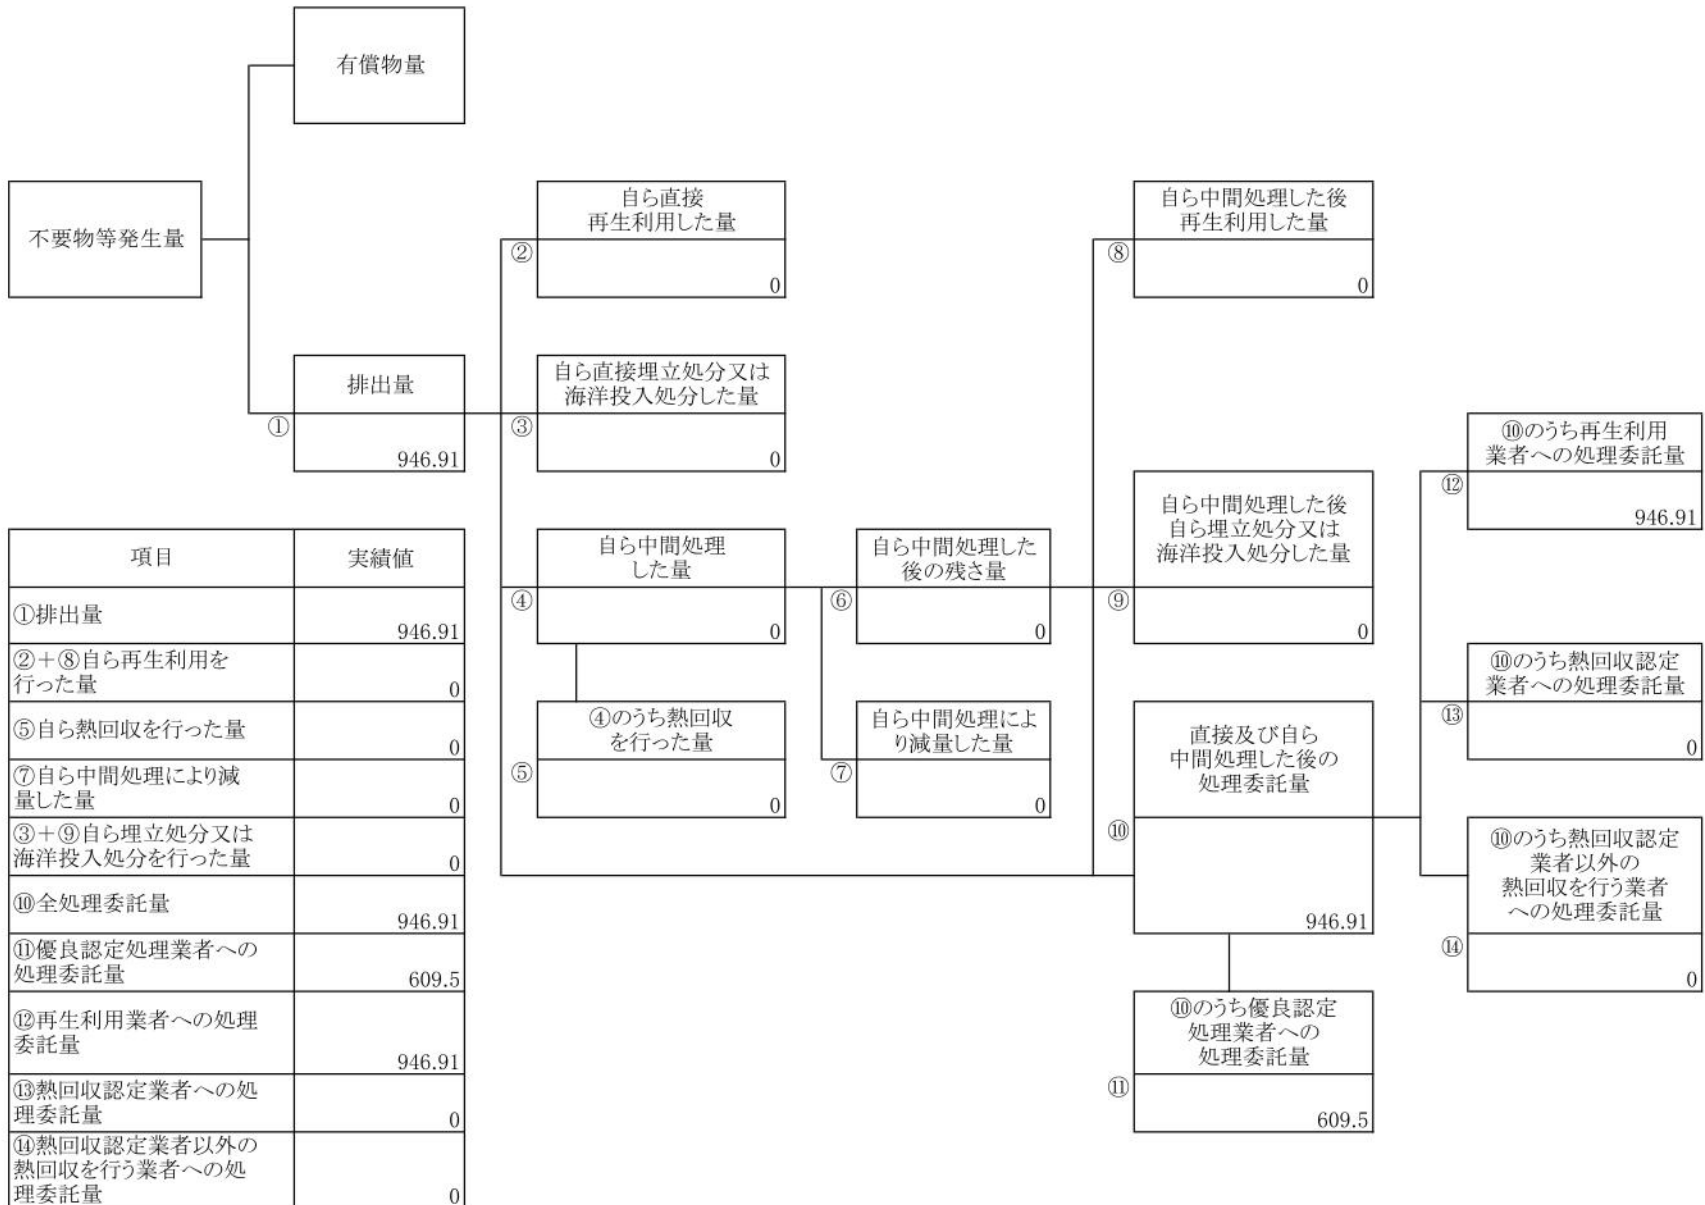 有償物量
不要物等発生量
自ら直接
再生利用した量
②
0
自ら中間処理した後
再生利用した量
⑧
0
排出量
①
946.91
自ら直接埋立処分又は
海洋投入処分した量
③
0
⑩のうち再生利用
業者への処理委託量
⑫
946.91
自ら中間処理
した量
④
0
自ら中間処理した
後の残さ量
⑥
0
自ら中間処理した後
自ら埋立処分又は
海洋投入処分した量
⑨
0
⑩のうち熱回収認定
業者への処理委託量
⑬
0
④のうち熱回収
を行った量
⑤
0
自ら中間処理によ
り減量した量
⑦
0
直接及び自ら
中間処理した後の
処理委託量
⑩
946.91
⑩のうち熱回収認定
業者以外の
熱回収を行う業者
への処理委託量
⑭
0
⑩のうち優良認定
処理業者への
処理委託量
⑪
609.5
項目 実績値
①排出量
946.91
②＋⑧自ら再生利用を
行った量
0
⑤自ら熱回収を行った量
0
⑦自ら中間処理により減
量した量
0
③＋⑨自ら埋立処分又は
海洋投入処分を行った量
0
⑩全処理委託量
946.91
⑪優良認定処理業者への
処理委託量
609.5
⑫再生利用業者への処理
委託量
946.91
⑬熱回収認定業者への処
理委託量
0
⑭熱回収認定業者以外の
熱回収を行う業者への処
理委託量
0